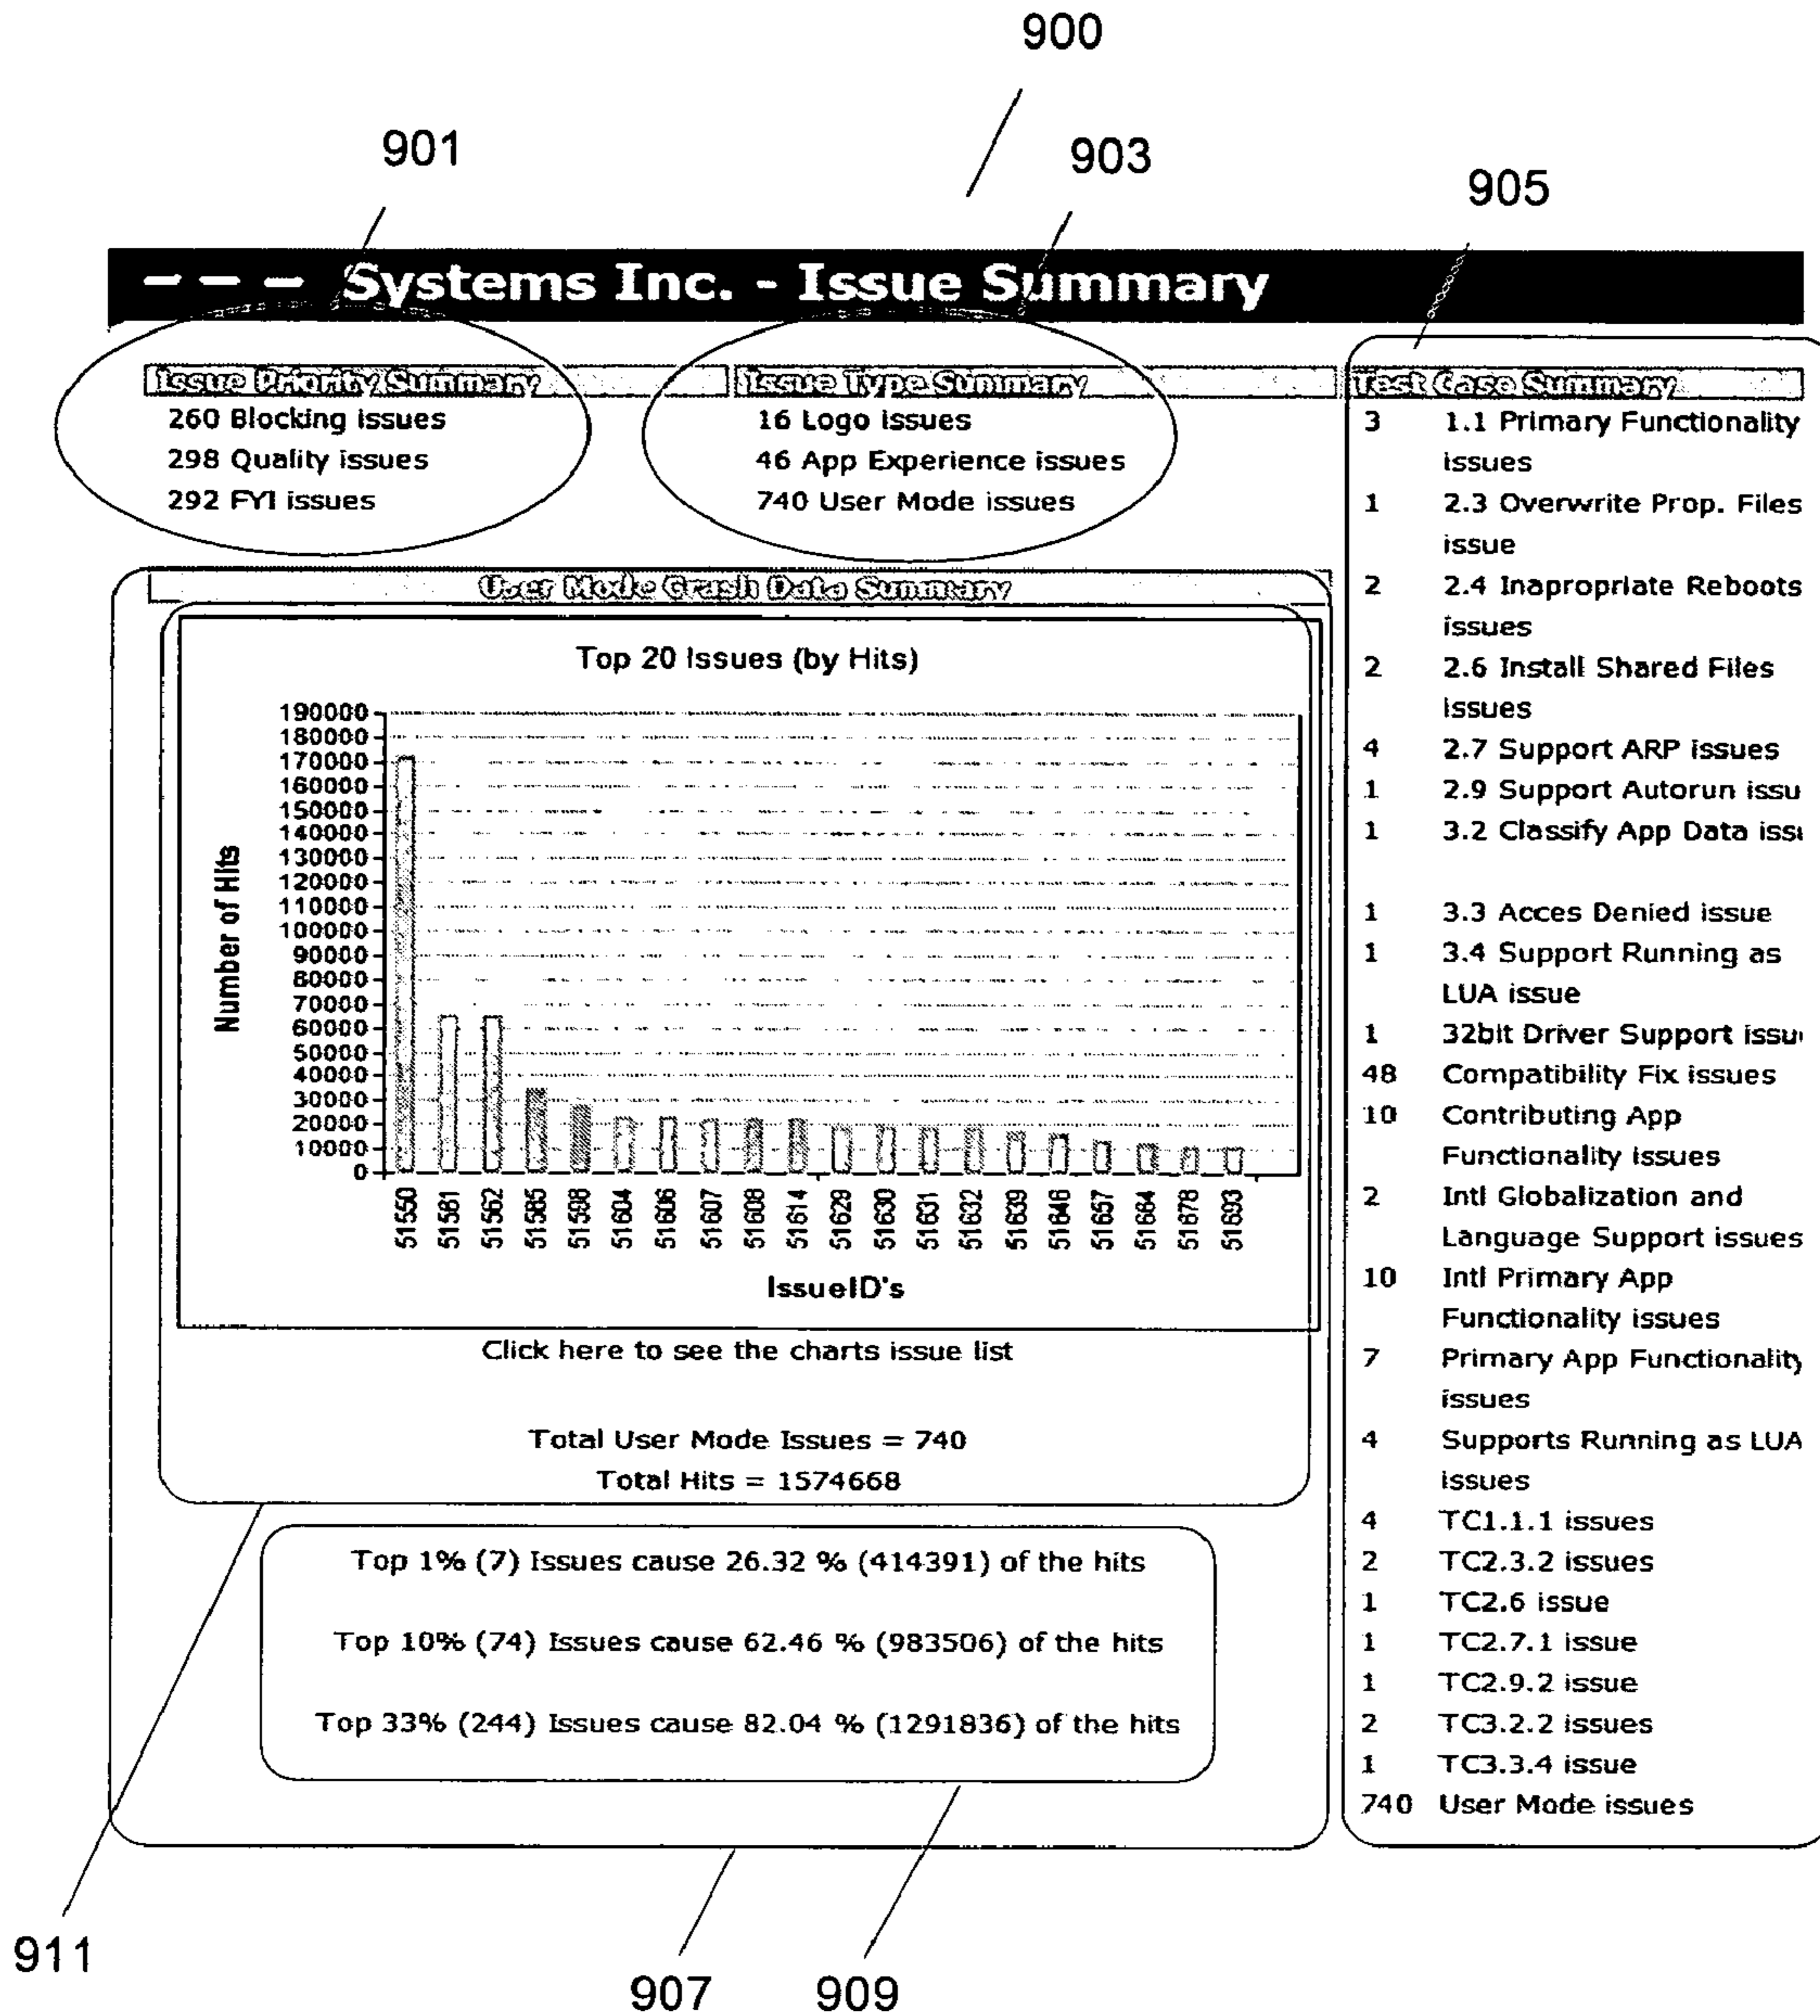 900
901
903
905
--- Systems Inc. - Issue Summary
Issue Priority Summary
260 Blocking issues
298 Quality issues
292 FYI issues
Issue Type Summary
16 Logo issues
46 App Experience issues
740 User Mode issues
User Mode Crash Data Summary
Top 20 Issues (by Hits)
Number of Hits
190000
180000
170000
160000
150000
140000
130000
120000
110000
100000
90000
80000
70000
60000
50000
40000
30000
20000
10000
0
51550
51581
51562
51585
51598
51604
51606
51607
51608
51614
51629
51630
51631
51632
51639
51646
51657
51664
51678
51693
IssueID's
Click here to see the charts issue list
Total User Mode Issues = 740
Total Hits = 1574668
Top 1% (7) Issues cause 26.32 % (414391) of the hits
Top 10% (74) Issues cause 62.46 % (983506) of the hits
Top 33% (244) Issues cause 82.04 % (1291836) of the hits
Test Case Summary
3 1.1 Primary Functionality
issues
1 2.3 Overwrite Prop. Files
issue
2 2.4 Inapropriate Reboots
issues
2 2.6 Install Shared Files
issues
4 2.7 Support ARP issues
1 2.9 Support Autorun issu
1 3.2 Classify App Data iss
1 3.3 Acces Denied issue
1 3.4 Support Running as
LUA issue
1 32bit Driver Support issu
48 Compatibility Fix issues
10 Contributing App
Functionality issues
2 Intl Globalization and
Language Support issues
10 Intl Primary App
Functionality issues
7 Primary App Functionality
issues
4 Supports Running as LUA
issues
4 TC1.1.1 issues
2 TC2.3.2 issues
1 TC2.6 issue
1 TC2.7.1 issue
1 TC2.9.2 issue
2 TC3.2.2 issues
1 TC3.3.4 issue
740 User Mode issues
911
907
909